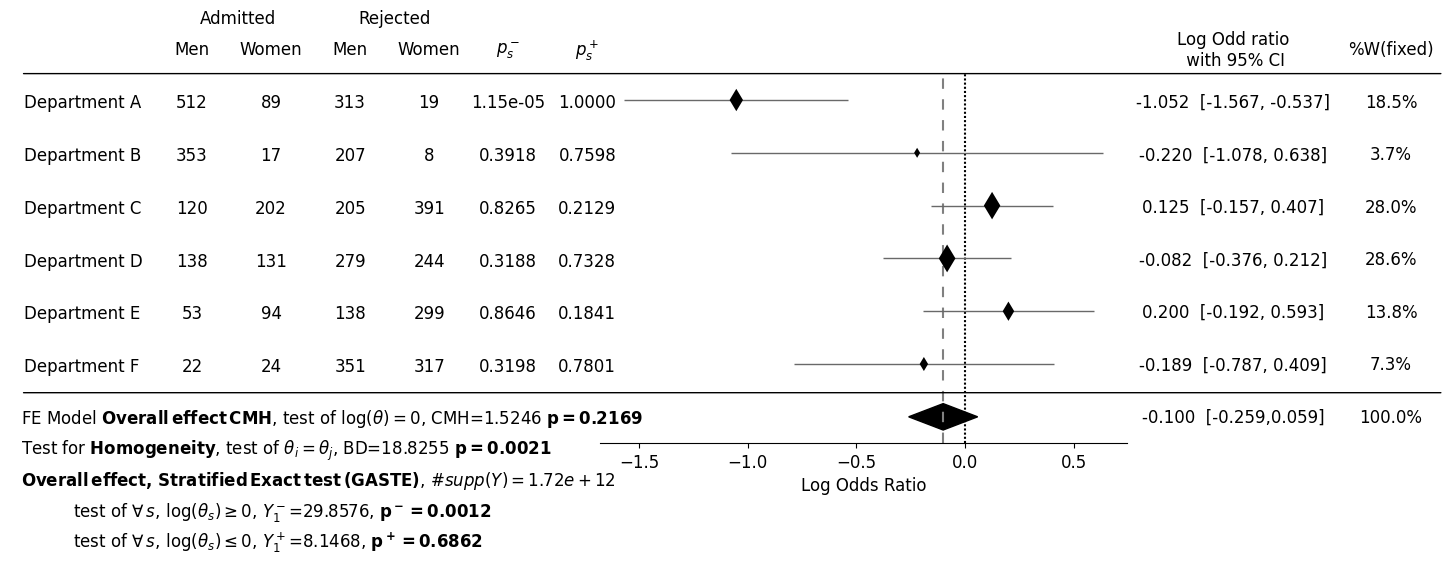 Admitted Rejected
Men Women Men Women pₛ⁻ pₛ⁺ Log Odd ratio with 95% CI %W(fixed)
Department A 512 89 313 19 1.15e-05 1.0000 -1.052 [-1.567, -0.537] 18.5%
Department B 353 17 207 8 0.3918 0.7598 -0.220 [-1.078, 0.638] 3.7%
Department C 120 202 205 391 0.8265 0.2129 0.125 [-0.157, 0.407] 28.0%
Department D 138 131 279 244 0.3188 0.7328 -0.082 [-0.376, 0.212] 28.6%
Department E 53 94 138 299 0.8646 0.1841 0.200 [-0.192, 0.593] 13.8%
Department F 22 24 351 317 0.3198 0.7801 -0.189 [-0.787, 0.409] 7.3%
FE Model Overall effect CMH, test of log(θ) = 0, CMH=1.5246 p = 0.2169 -0.100 [-0.259,0.059] 100.0%
Test for Homogeneity, test of θᵢ = θⱼ, BD=18.8255 p = 0.0021
−1.5 −1.0 −0.5 0.0 0.5
Overall effect, Stratified Exact test (GASTE), #supp(Y) = 1.72e + 12
Log Odds Ratio
test of ∀ s, log(θₛ) ≥ 0, Y₁⁻=29.8576, p⁻ = 0.0012
test of ∀ s, log(θₛ) ≤ 0, Y₁⁺=8.1468, p⁺ = 0.6862